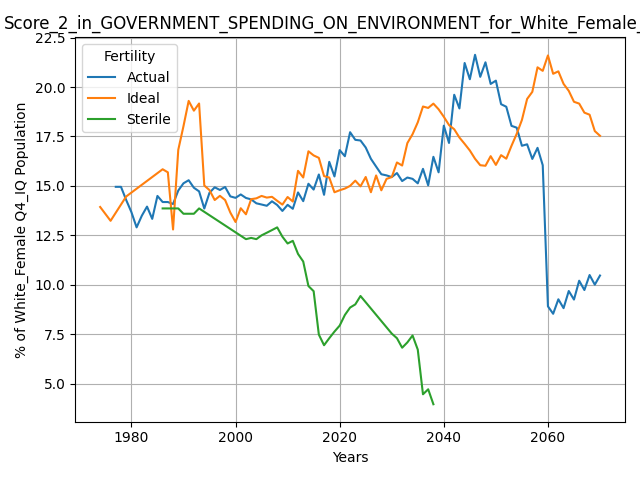 Score_2_in_GOVERNMENT_SPENDING_ON_ENVIRONMENT_for_White_Female_
Fertility
Actual
Ideal
Sterile
% of White_Female Q4_IQ Population
22.5
20.0
17.5
15.0
12.5
10.0
7.5
5.0
1980
2000
2020
2040
2060
Years